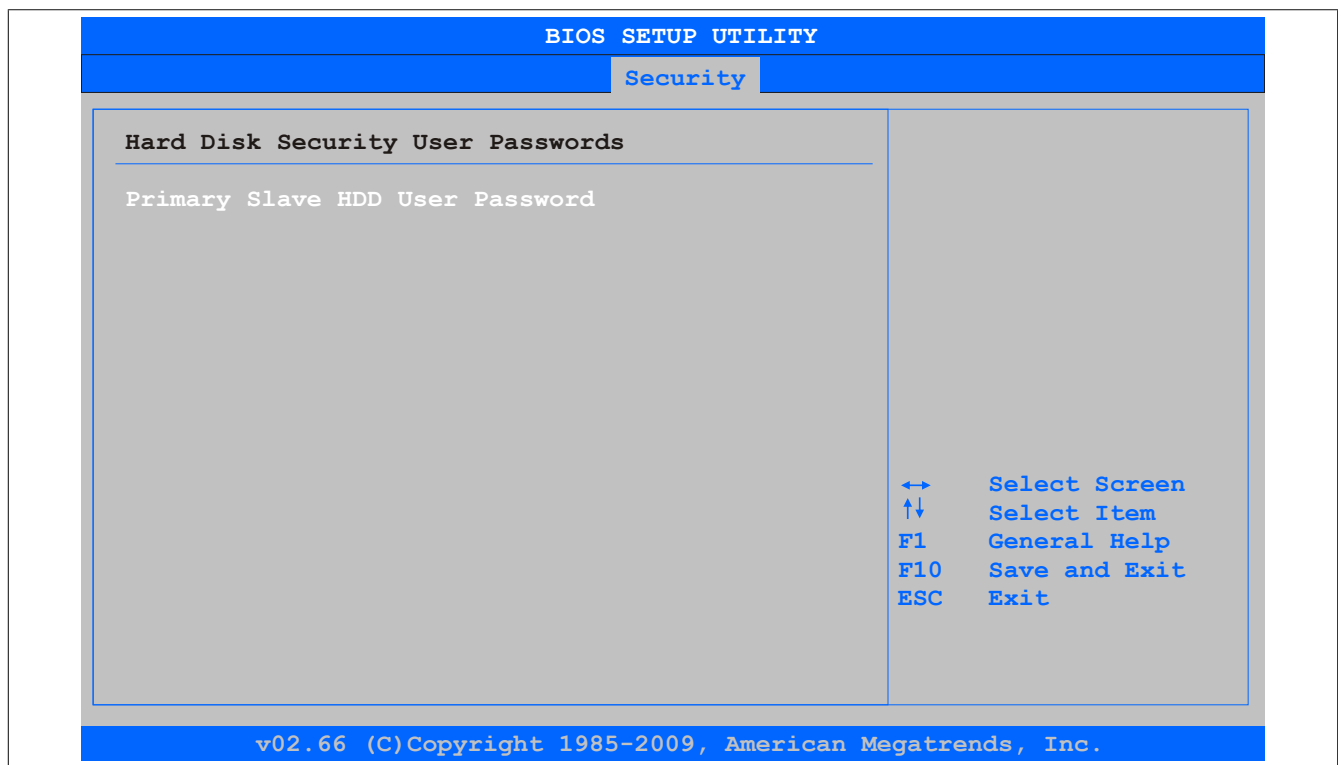 BIOS SETUP UTILITY
Security
Hard Disk Security User Passwords
Primary Slave HDD User Password
↔ Select Screen
↑↓ Select Item
F1 General Help
F10 Save and Exit
ESC Exit
v02.66 (C)Copyright 1985-2009, American Megatrends, Inc.